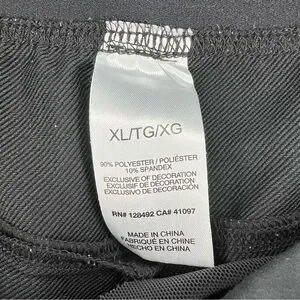 XL/TG/XG
90% POLYESTER / POLIÉSTER
10% SPANDEX
EXCLUSIVE OF DECORATION
EXCLUSIF DE DÉCORATION
EXCLUSIVO DE DECORACIÓN
RN# 128492 CA# 41097
MADE IN CHINA
FABRIQUÉ EN CHINE
HECHO EN CHINA